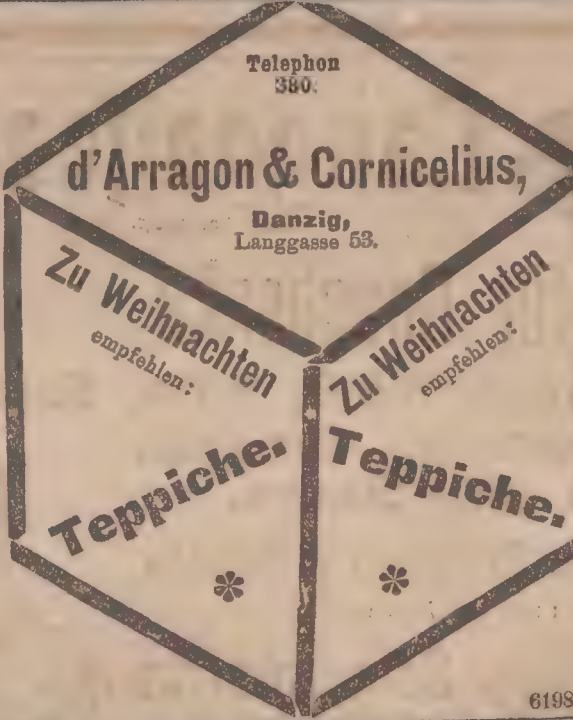 Telephon
380.
d'Arragon & Cornicelius,
Danzig,
Langgasse 53.
Zu Weihnachten
empfehlen:
Teppiche.
*
Zu Weihnachten
empfehlen:
Teppiche.
*
6198